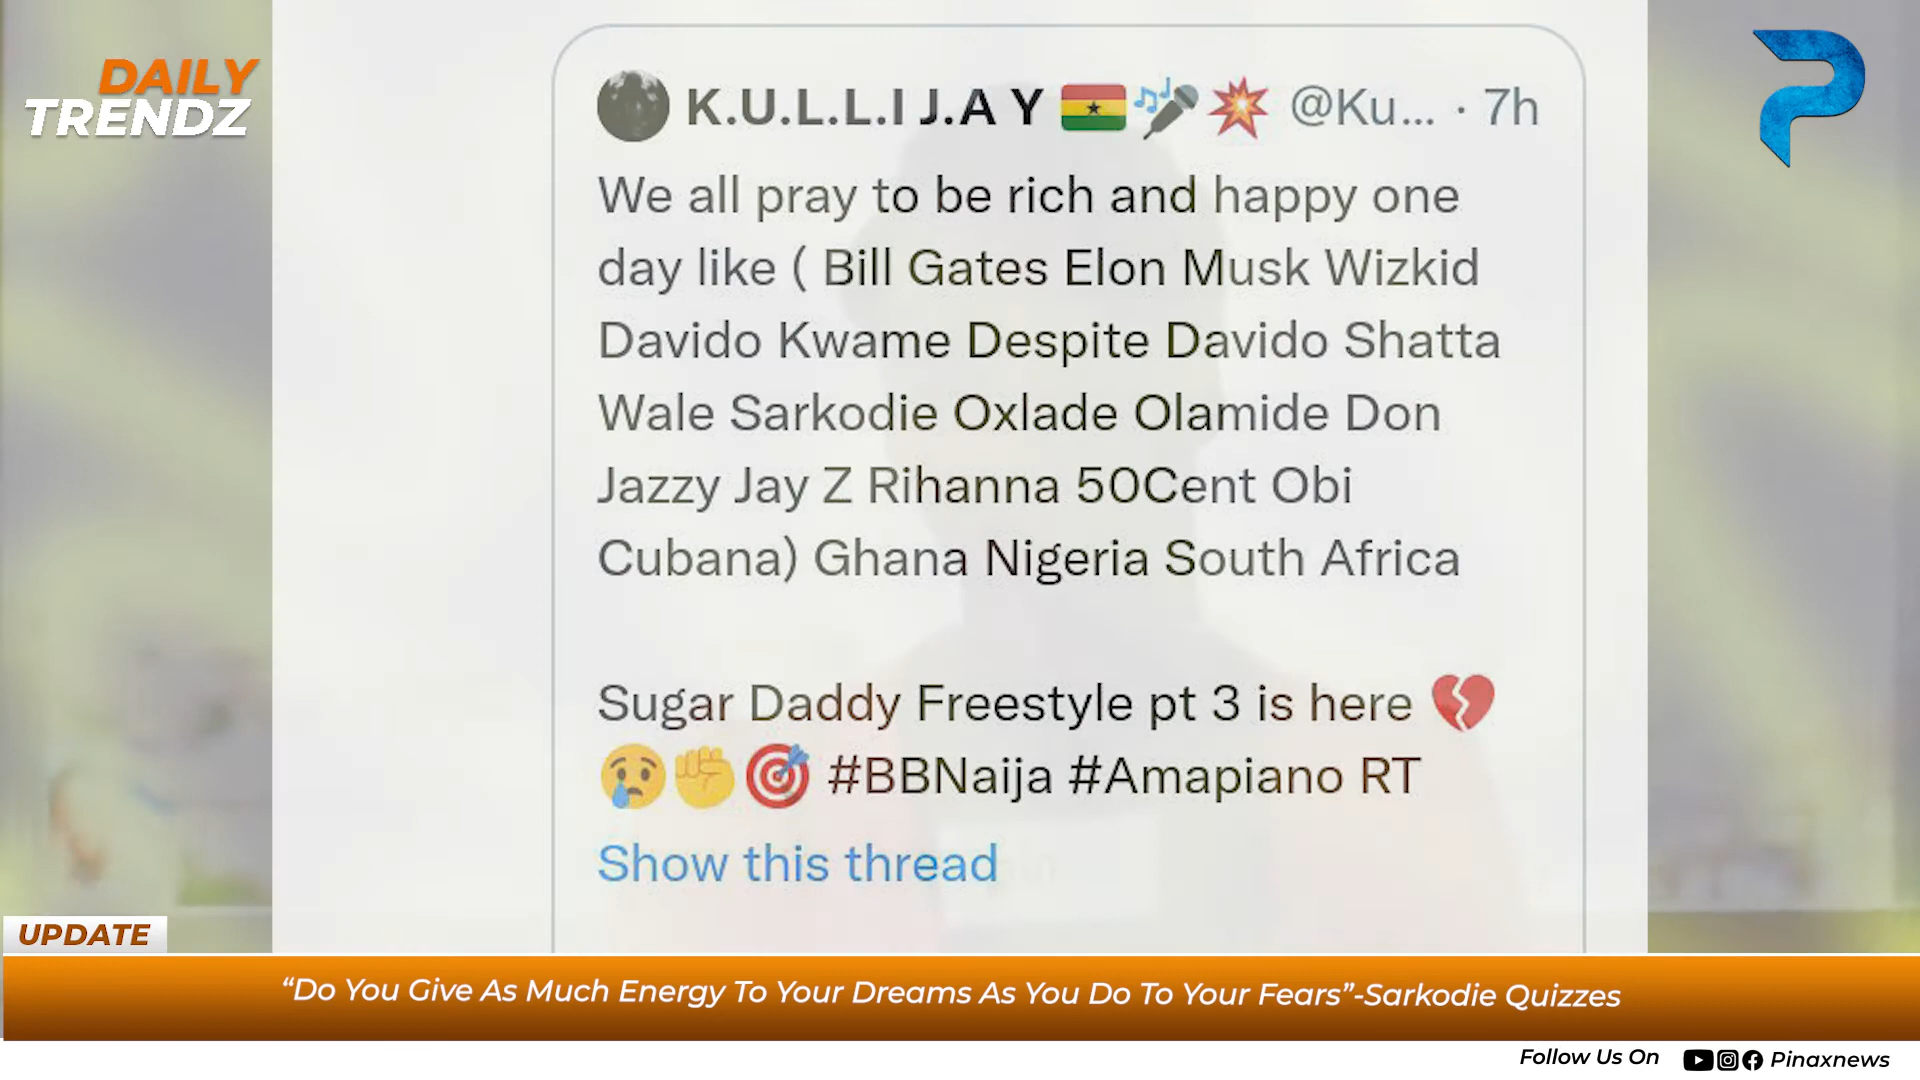 DAILY
TRENDZ
K.U.L.L.I J.A Y 🇬🇭🎤💥 @Ku... · 7h
We all pray to be rich and happy one
day like ( Bill Gates Elon Musk Wizkid
Davido Kwame Despite Davido Shatta
Wale Sarkodie Oxlade Olamide Don
Jazzy Jay Z Rihanna 50Cent Obi
Cubana) Ghana Nigeria South Africa
Sugar Daddy Freestyle pt 3 is here 💔
😢✊🎯 #BBNaija #Amapiano RT
Show this thread
UPDATE
“Do You Give As Much Energy To Your Dreams As You Do To Your Fears”-Sarkodie Quizzes
Follow Us On Pinaxnews